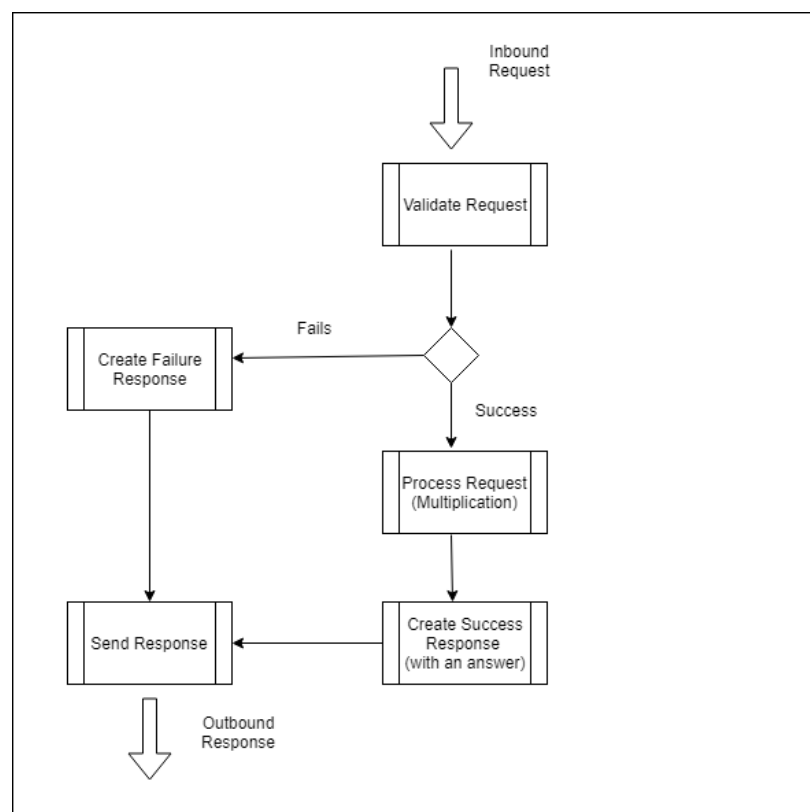 Inbound
Request
Validate Request
Fails
Create Failure
Response
Success
Process Request
(Multiplication)
Send Response
Create Success
Response
(with an answer)
Outbound
Response